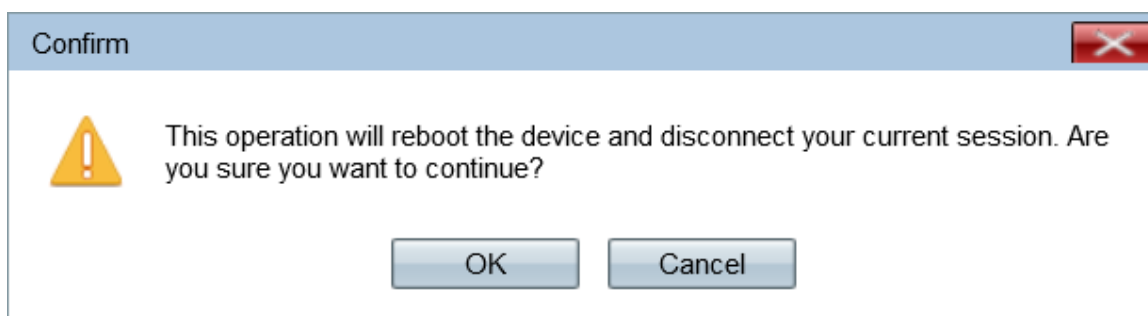 Confirm
This operation will reboot the device and disconnect your current session. Are
you sure you want to continue?
OK
Cancel